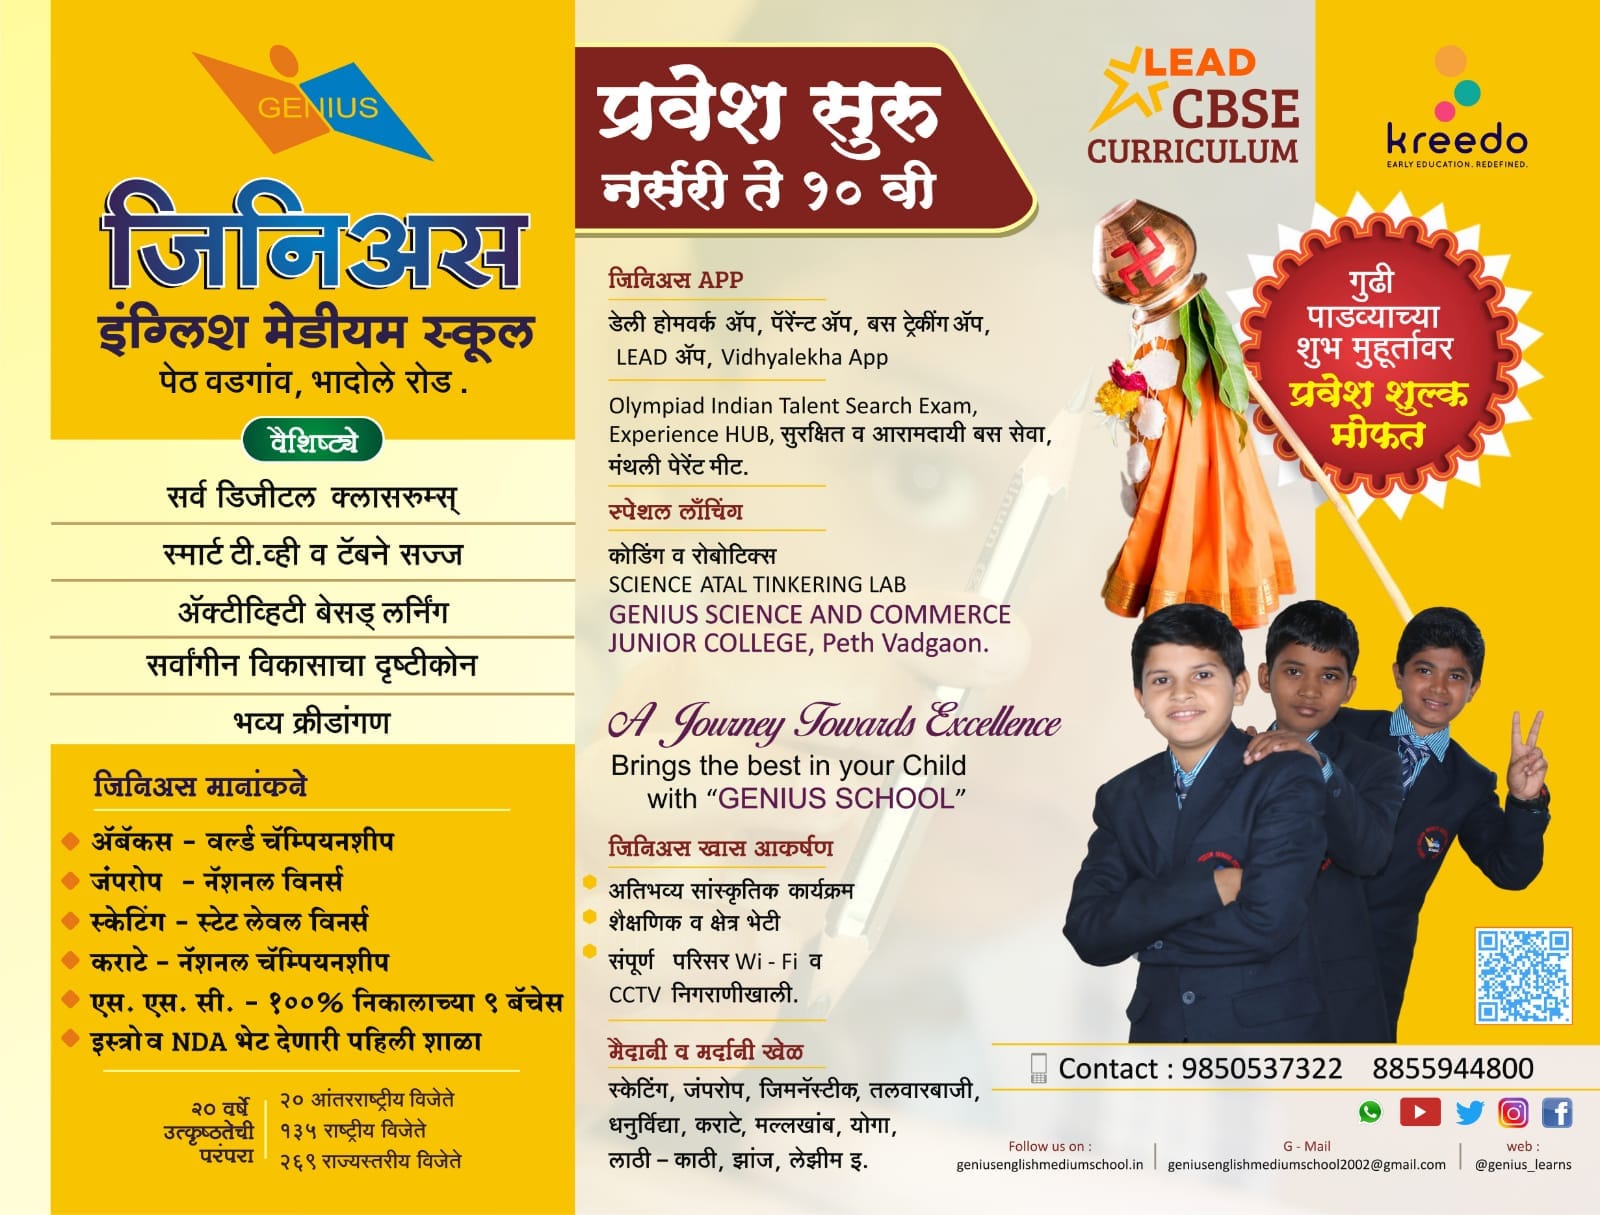 GENIUS
जिनिअस
इंग्लिश मेडीयम स्कूल
पेठ वडगांव, भादोले रोड .
वैशिष्ट्ये
सर्व डिजीटल क्लासरुम्स्
स्मार्ट टी.व्ही व टॅबने सज्ज
ॲक्टीव्हिटी बेसड् लर्निंग
सर्वांगीन विकासाचा दृष्टीकोन
भव्य क्रीडांगण
जिनिअस मानांकने
ॲबॅकस - वर्ल्ड चॅम्पियनशीप
जंपरोप - नॅशनल विनर्स
स्केटिंग - स्टेट लेवल विनर्स
कराटे - नॅशनल चॅम्पियनशीप
एस. एस. सी. - १००% निकालाच्या ९ बॅचेस
इस्त्रो व NDA भेट देणारी पहिली शाळा
२० वर्षे
उत्कृष्ठतेची
परंपरा
२० आंतरराष्ट्रीय विजेते
१३५ राष्ट्रीय विजेते
२६९ राज्यस्तरीय विजेते
प्रवेश सुरु
नर्सरी ते १० वी
जिनिअस APP
डेली होमवर्क ॲप, पॅरेंन्ट ॲप, बस ट्रेकींग ॲप,
LEAD ॲप, Vidhyalekha App
Olympiad Indian Talent Search Exam,
Experience HUB, सुरक्षित व आरामदायी बस सेवा,
मंथली पेरेंट मीट.
स्पेशल लाँचिंग
कोडिंग व रोबोटिक्स
SCIENCE ATAL TINKERING LAB
GENIUS SCIENCE AND COMMERCE
JUNIOR COLLEGE, Peth Vadgaon.
A Journey Towards Excellence
Brings the best in your Child
with “GENIUS SCHOOL”
जिनिअस खास आकर्षण
अतिभव्य सांस्कृतिक कार्यक्रम
शैक्षणिक व क्षेत्र भेटी
संपूर्ण परिसर Wi - Fi व
CCTV निगराणीखाली.
मैदानी व मर्दानी खेळ
स्केटिंग, जंपरोप, जिमनॅस्टीक, तलवारबाजी,
धनुर्विद्या, कराटे, मल्लखांब, योगा,
लाठी – काठी, झांज, लेझीम इ.
LEAD
CBSE
CURRICULUM
kreedo
EARLY EDUCATION. REDEFINED.
गुढी
पाडव्याच्या
शुभ मुहूर्तावर
प्रवेश शुल्क
मोफत
Contact : 9850537322 8855944800
Follow us on :
geniusenglishmediumschool.in
G - Mail
geniusenglishmediumschool2002@gmail.com
web :
@genius_learns